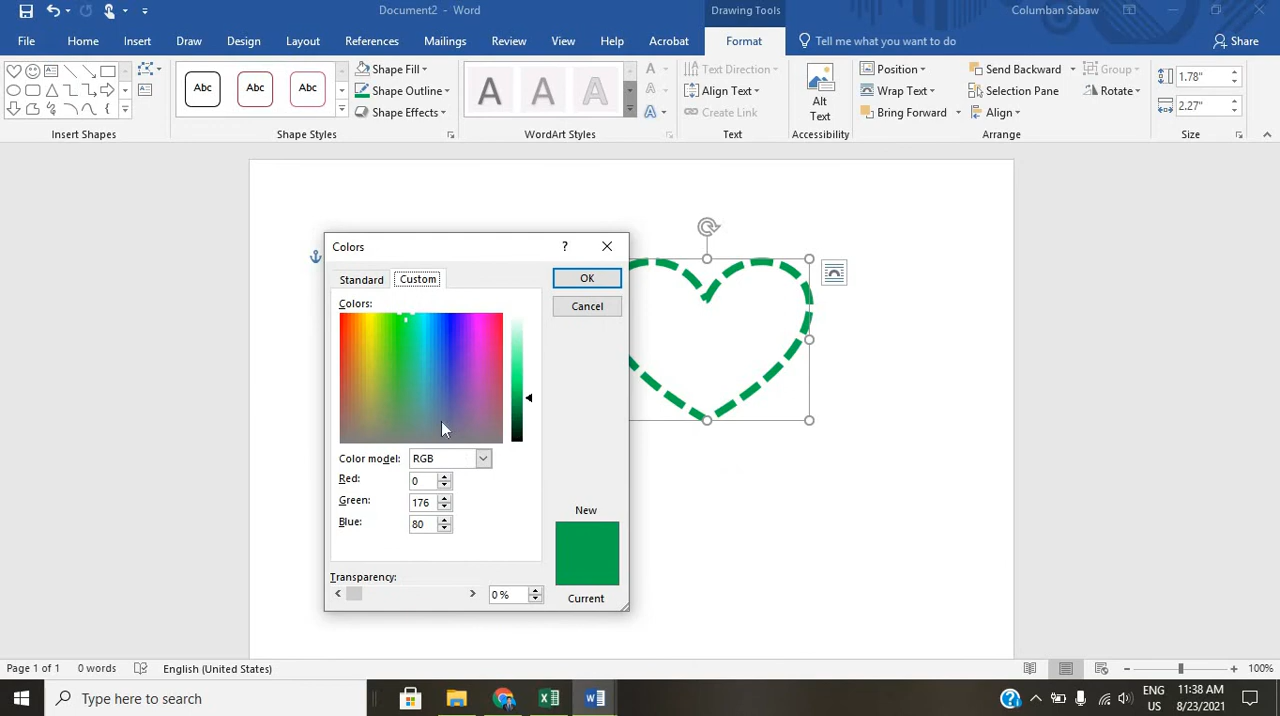 Document2 - Word
Drawing Tools
Columban Sabaw
File Home Insert Draw Design Layout References Mailings Review View Help Acrobat Format Tell me what you want to do Share
Abc Abc Abc
Shape Fill
Shape Outline
Shape Effects
A A A
Text Direction
Align Text
Create Link
Alt
Text
Position
Wrap Text
Bring Forward
Send Backward
Selection Pane
Align
Group
Rotate
1.78"
2.27"
Insert Shapes Shape Styles WordArt Styles Text Accessibility Arrange Size
Colors ?
Standard Custom
OK
Cancel
Colors:
Color model: RGB
Red: 0
Green: 176
Blue: 80
New
Current
Transparency:
0 %
Page 1 of 1 0 words English (United States) 100%
Type here to search
ENG
US
11:38 AM
8/23/2021